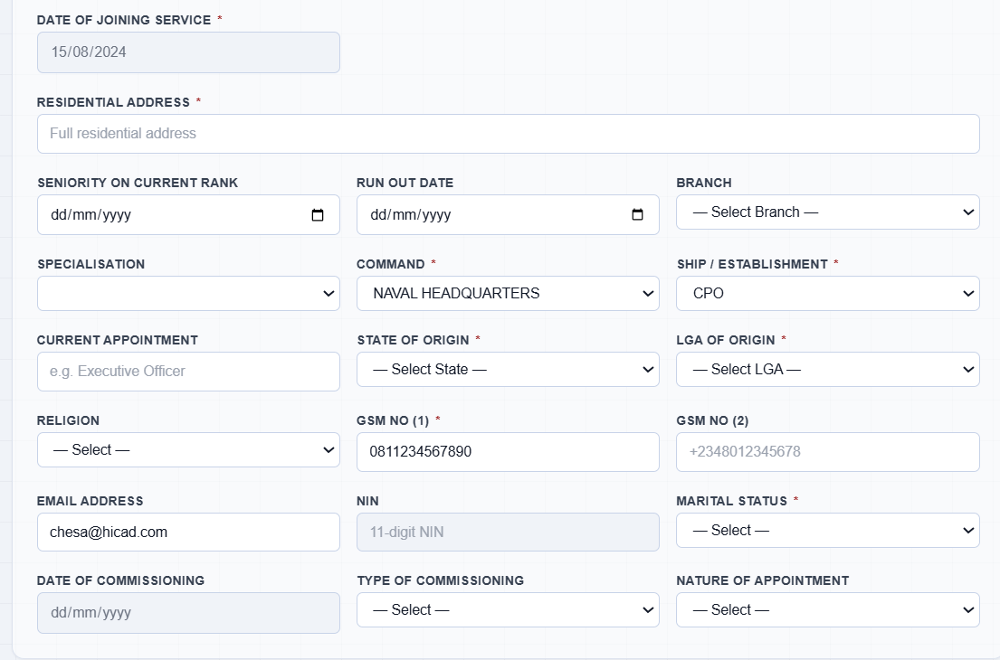 DATE OF JOINING SERVICE *
15/08/2024
RESIDENTIAL ADDRESS *
Full residential address
SENIORITY ON CURRENT RANK
RUN OUT DATE
BRANCH
dd/mm/yyyy
dd/mm/yyyy
— Select Branch —
SPECIALISATION
COMMAND *
SHIP / ESTABLISHMENT *
NAVAL HEADQUARTERS
CPO
CURRENT APPOINTMENT
STATE OF ORIGIN *
LGA OF ORIGIN *
e.g. Executive Officer
— Select State —
— Select LGA —
RELIGION
GSM NO (1) *
GSM NO (2)
— Select —
0811234567890
+2348012345678
EMAIL ADDRESS
NIN
MARITAL STATUS *
chesa@hicad.com
11-digit NIN
— Select —
DATE OF COMMISSIONING
TYPE OF COMMISSIONING
NATURE OF APPOINTMENT
dd/mm/yyyy
— Select —
— Select —